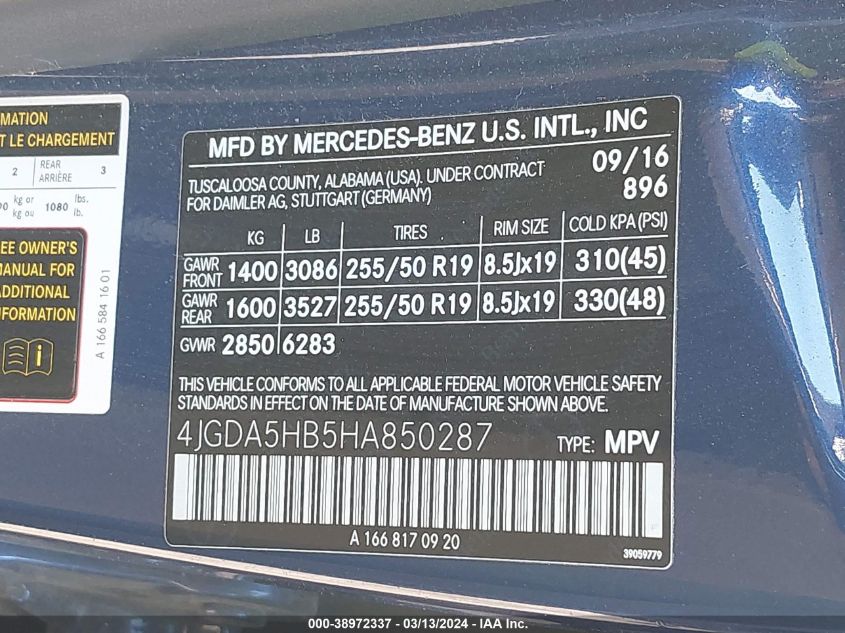 MATION
T LE CHARGEMENT
2 REAR ARRIÈRE 3
kg or kg ou 1080 lbs. lb.
EE OWNER'S
MANUAL FOR
ADDITIONAL
INFORMATION
A 166 584 16 01
MFD BY MERCEDES-BENZ U.S. INTL., INC
TUSCALOOSA COUNTY, ALABAMA (USA). UNDER CONTRACT
FOR DAIMLER AG, STUTTGART (GERMANY)
09/16
896
KG LB TIRES RIM SIZE COLD KPA (PSI)
GAWR FRONT 1400 3086 255/50 R19 8.5Jx19 310(45)
GAWR REAR 1600 3527 255/50 R19 8.5Jx19 330(48)
GVWR 2850 6283
THIS VEHICLE CONFORMS TO ALL APPLICABLE FEDERAL MOTOR VEHICLE SAFETY
STANDARDS IN EFFECT ON THE DATE OF MANUFACTURE SHOWN ABOVE.
4JGDA5HB5HA850287 TYPE: MPV
A 166 817 09 20
39059779
000-38972337 - 03/13/2024 - IAA Inc.